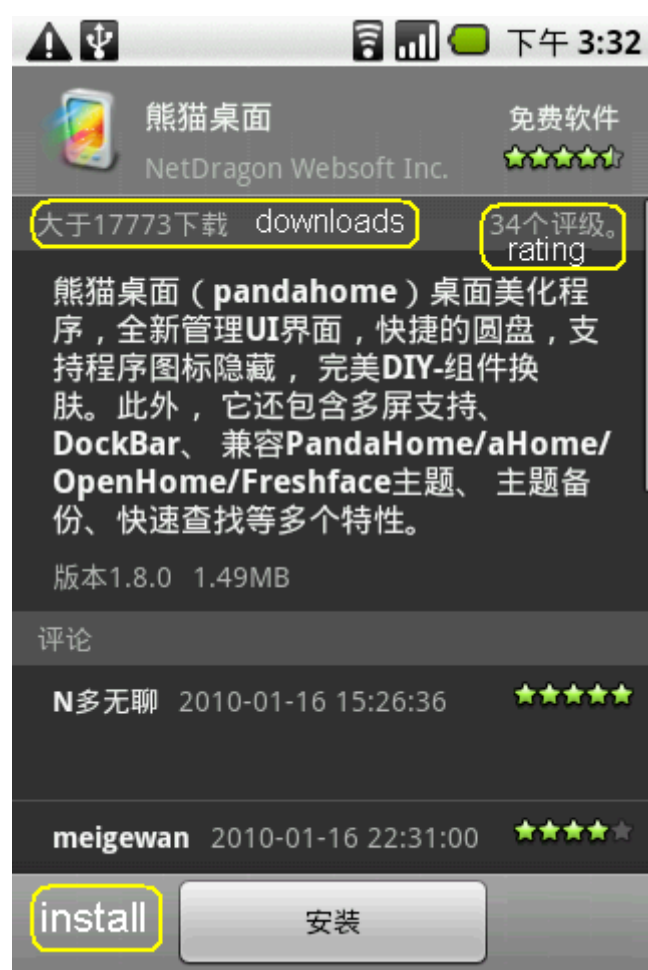 下午 3:32
熊猫桌面
免费软件
NetDragon Websoft Inc.
大于17773下载 downloads
34个评级。
rating
熊猫桌面（pandahome）桌面美化程
序，全新管理UI界面，快捷的圆盘，支
持程序图标隐藏， 完美DIY-组件换
肤。此外， 它还包含多屏支持、
DockBar、 兼容PandaHome/aHome/
OpenHome/Freshface主题、 主题备
份、快速查找等多个特性。
版本1.8.0 1.49MB
评论
N多无聊 2010-01-16 15:26:36
meigewan 2010-01-16 22:31:00
install
安装